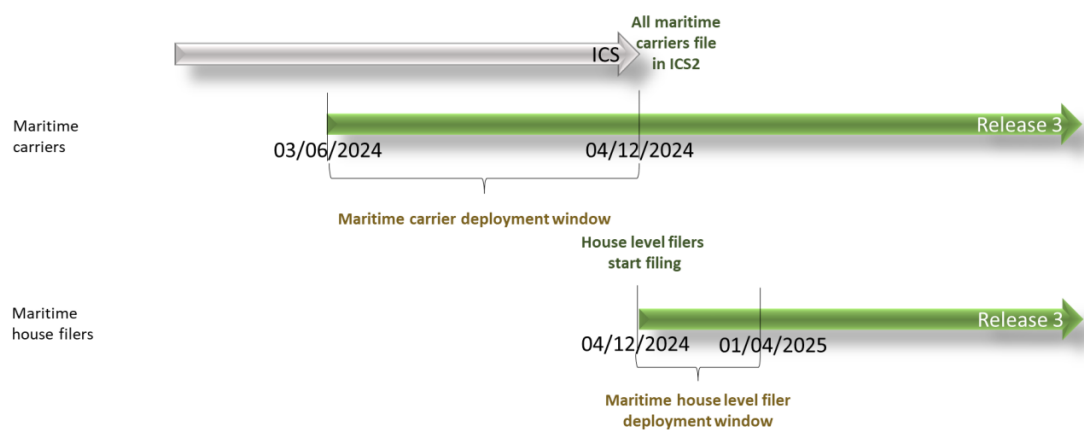 All maritime
carriers file
in ICS2
ICS
Maritime
carriers
Release 3
03/06/2024
04/12/2024
Maritime carrier deployment window
House level filers
start filing
Maritime
house filers
Release 3
04/12/2024
01/04/2025
Maritime house level filer
deployment window